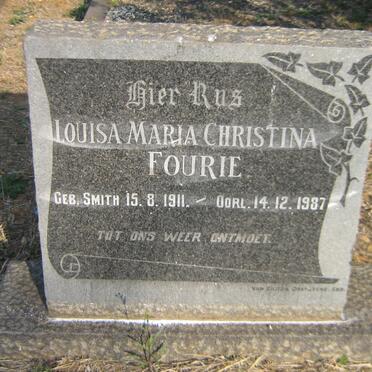 Hier Rus
LOUISA MARIA CHRISTINA
FOURIE
GEB. SMITH 15.8.1911. – OORL. 14.12.1987
TOT ONS WEER ONTMOET.